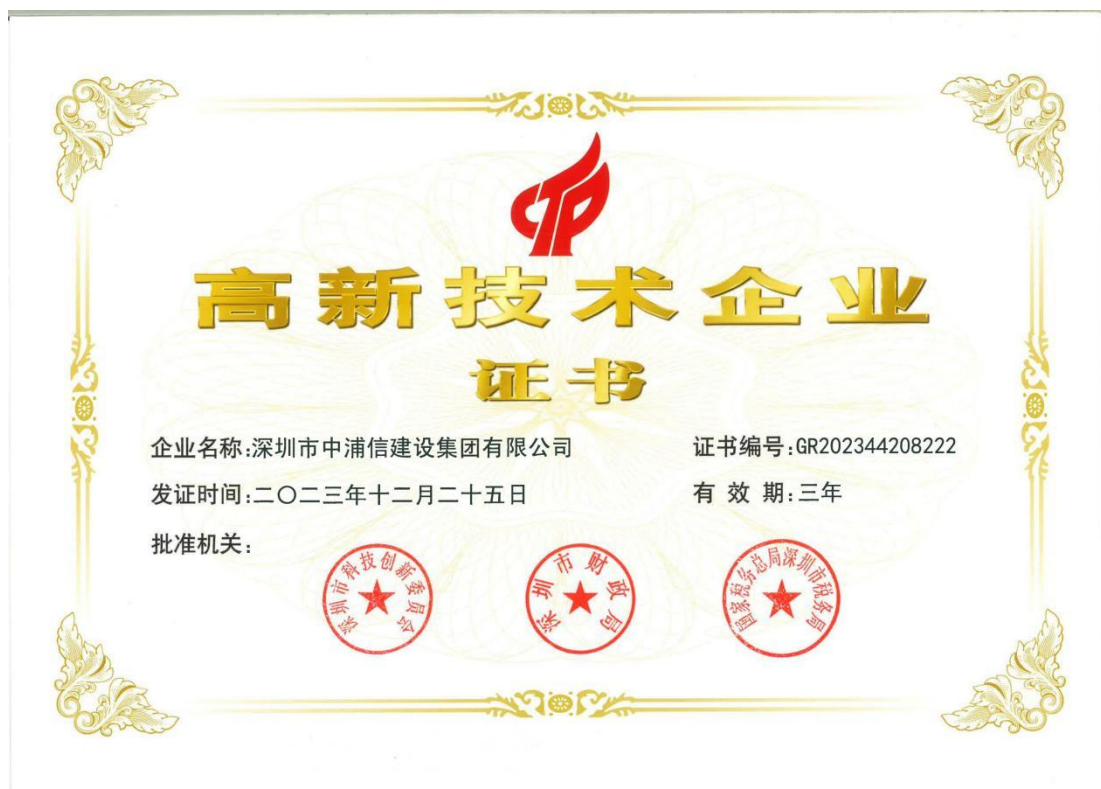 高新技术企业
证书
企业名称:深圳市中浦信建设集团有限公司
证书编号:GR202344208222
发证时间:二〇二三年十二月二十五日
有 效 期:三年
批准机关:
深圳市科技创新委员会
深圳市财政局
国家税务总局深圳市税务局